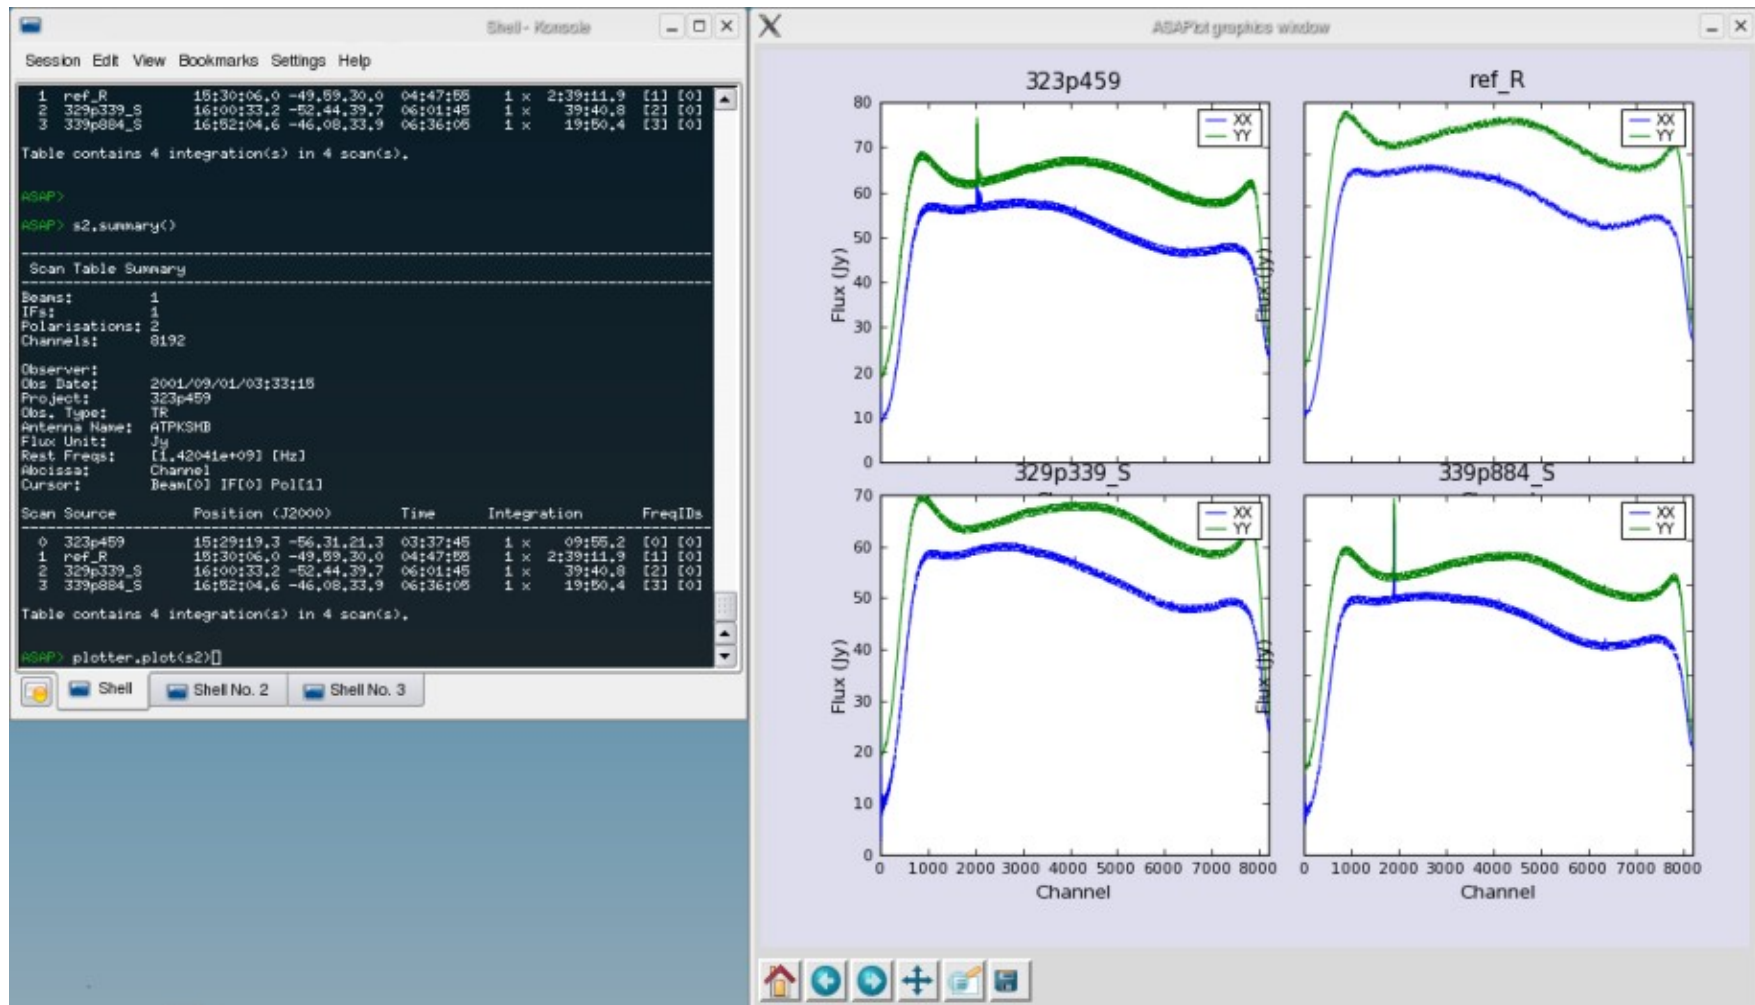 Shell - Konsole
Session Edit View Bookmarks Settings Help
1 ref_R 15:30:06.0 -49.59.30.0 04:47:55 1 x 2:39:11.9 [1] [0]
2 329p339_S 16:00:33.2 -52.44.39.7 06:01:45 1 x 39:40.8 [2] [0]
3 339p884_S 16:52:04.6 -46.08.33.9 06:36:05 1 x 19:50.4 [3] [0]
Table contains 4 integration(s) in 4 scan(s).
ASAP>
ASAP> s2.summary()
Scan Table Summary
Beams: 1
IFs: 1
Polarisations: 2
Channels: 8192
Observer:
Obs Date: 2001/09/01/03:33:15
Project: 323p459
Obs. Type: TR
Antenna Name: ATPKSMB
Flux Unit: Jy
Rest Freqs: [1.42041e+09] [Hz]
Abcissa: Channel
Cursor: Beam[0] IF[0] Pol[1]
Scan Source Position (J2000) Time Integration FreqIDs
0 323p459 15:29:19.3 -56.31.21.3 03:37:45 1 x 09:55.2 [0] [0]
1 ref_R 15:30:06.0 -49.59.30.0 04:47:55 1 x 2:39:11.9 [1] [0]
2 329p339_S 16:00:33.2 -52.44.39.7 06:01:45 1 x 39:40.8 [2] [0]
3 339p884_S 16:52:04.6 -46.08.33.9 06:36:05 1 x 19:50.4 [3] [0]
Table contains 4 integration(s) in 4 scan(s).
ASAP> plotter.plot(s2)
Shell Shell No. 2 Shell No. 3
ASAPlot graphics window
323p459
80
70
60
50
40
30
20
10
0
Flux (Jy)
XX
YY
ref_R
Flux (Jy)
XX
YY
329p339_S
70
60
50
40
30
20
10
0
Flux (Jy)
XX
YY
0 1000 2000 3000 4000 5000 6000 7000 8000
Channel
339p884_S
Flux (Jy)
XX
YY
0 1000 2000 3000 4000 5000 6000 7000 8000
Channel